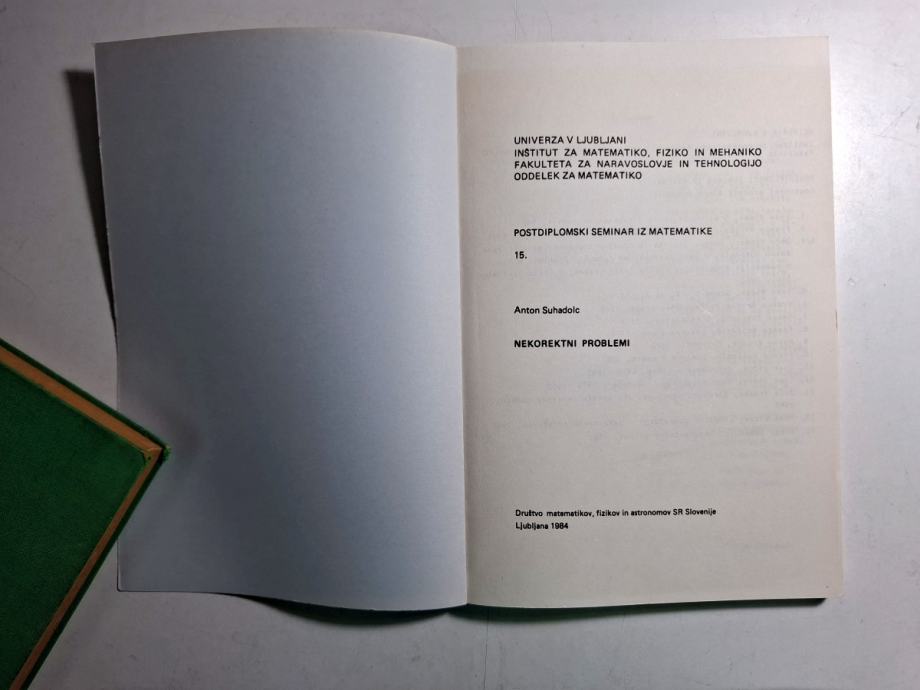 UNIVERZA V LJUBLJANI
INŠTITUT ZA MATEMATIKO, FIZIKO IN MEHANIKO
FAKULTETA ZA NARAVOSLOVJE IN TEHNOLOGIJO
ODDELEK ZA MATEMATIKO
POSTDIPLOMSKI SEMINAR IZ MATEMATIKE
15.
Anton Suhadolc
NEKOREKTNI PROBLEMI
Društvo matematikov, fizikov in astronomov SR Slovenije
Ljubljana 1984